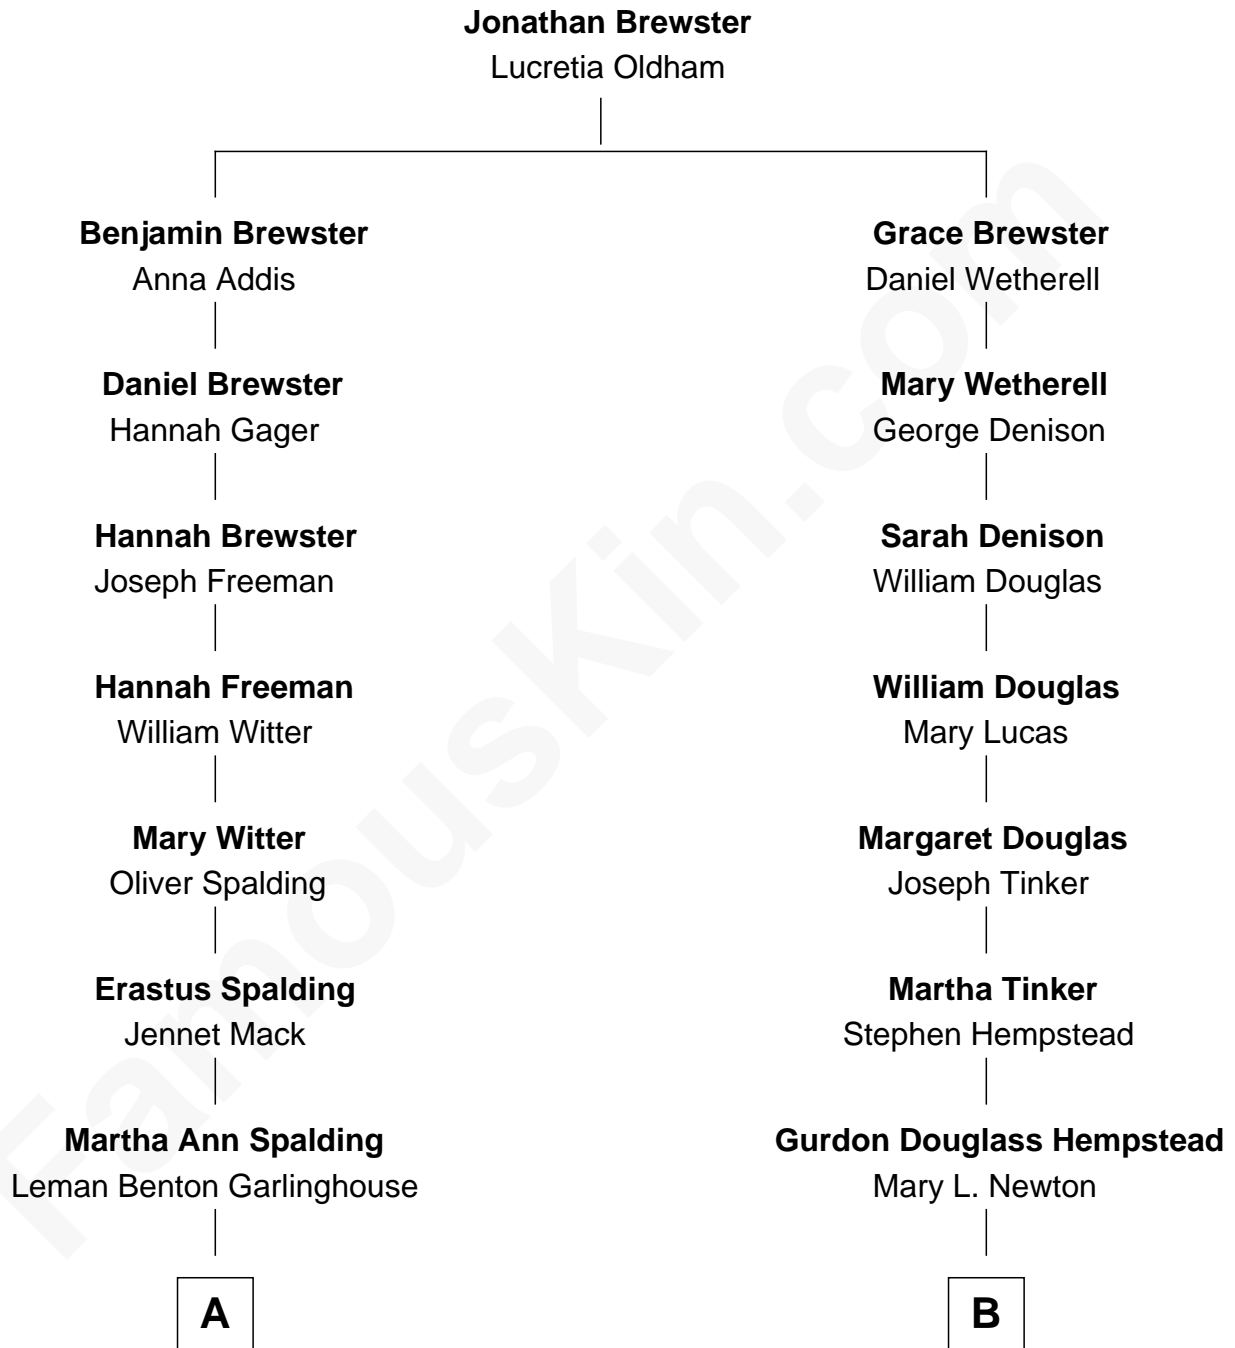 Jonathan Brewster
Lucretia Oldham
Benjamin Brewster
Anna Addis
Grace Brewster
Daniel Wetherell
Daniel Brewster
Hannah Gager
Mary Wetherell
George Denison
Hannah Brewster
Joseph Freeman
Sarah Denison
William Douglas
Hannah Freeman
William Witter
William Douglas
Mary Lucas
Mary Witter
Oliver Spalding
Margaret Douglas
Joseph Tinker
Erastus Spalding
Jennet Mack
Martha Tinker
Stephen Hempstead
Martha Ann Spalding
Leman Benton Garlinghouse
Gurdon Douglass Hempstead
Mary L. Newton
A
B
FamousKin.com